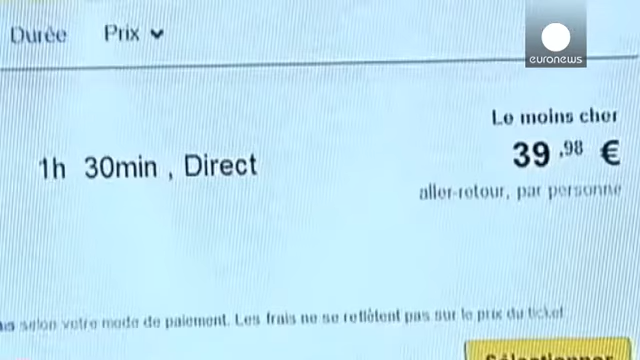 Durée Prix
euronews
Le moins cher
39 ,98 €
1h 30min , Direct
aller-retour, par personne
selon votre mode de paiement. Les frais ne se reflètent pas sur le prix du ticket
Sélectionner